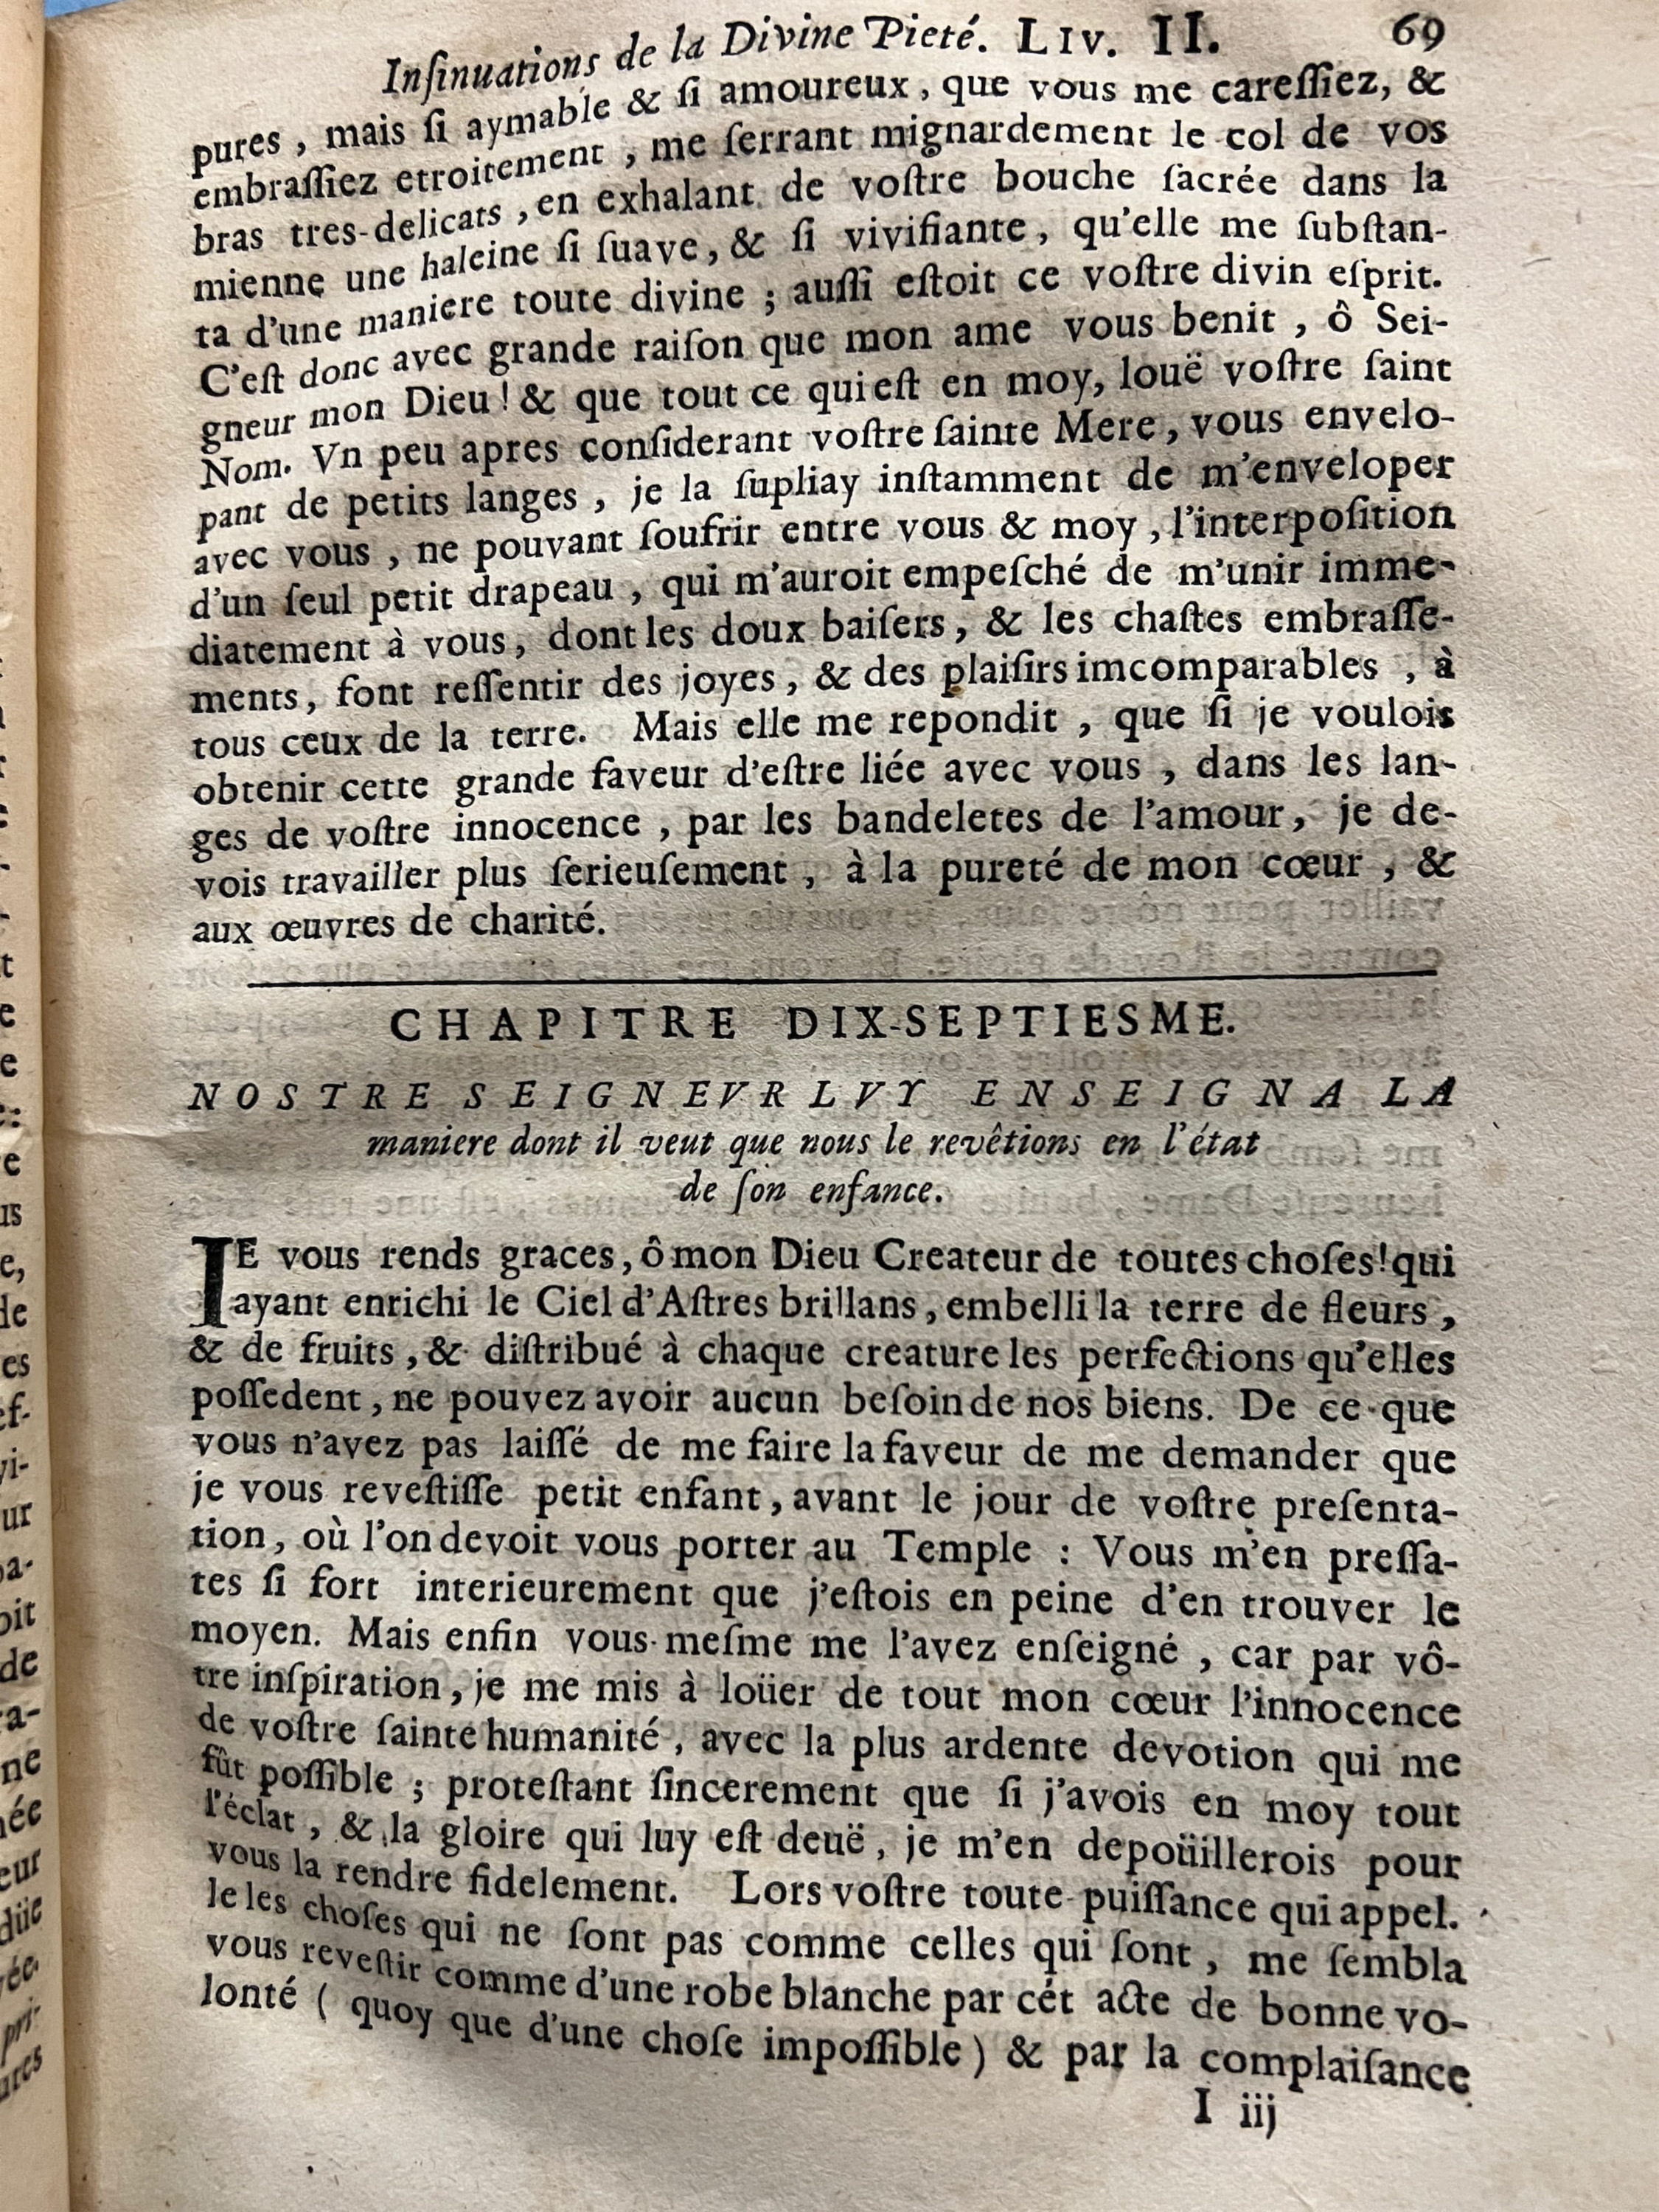 Inſinuations de la Divine Pieté. LIV. II. 69
pures, mais ſi aymable & ſi amoureux, que vous me careſſiez, &
embraſſiez etroitement, me ſerrant mignardement le col de vos
bras tres-delicats, en exhalant de voſtre bouche ſacrée dans la
mienne une haleine ſi ſuave, & ſi vivifiante, qu'elle me ſubſtan-
ta d'une maniere toute divine; auſſi eſtoit ce voſtre divin eſprit.
C'eſt donc avec grande raiſon que mon ame vous benit, ô Sei-
gneur mon Dieu! & que tout ce qui eſt en moy, louë voſtre ſaint
Nom. Vn peu apres conſiderant voſtre ſainte Mere, vous envelo-
pant de petits langes, je la ſupliay inſtamment de m'enveloper
avec vous, ne pouvant ſoufrir entre vous & moy, l'interpoſition
d'un ſeul petit drapeau, qui m'auroit empeſché de m'unir imme-
diatement à vous, dont les doux baiſers, & les chaſtes embraſſe-
ments, font reſſentir des joyes, & des plaiſirs imcomparables, à
tous ceux de la terre. Mais elle me repondit, que ſi je voulois
obtenir cette grande faveur d'eſtre liée avec vous, dans les lan-
ges de voſtre innocence, par les bandeletes de l'amour, je de-
vois travailler plus ſerieuſement, à la pureté de mon cœur, &
aux œuvres de charité.
CHAPITRE DIX-SEPTIESME.
NOSTRE SEIGNEVR LVY ENSEIGNA LA
maniere dont il veut que nous le revêtions en l'état
de ſon enfance.
IE vous rends graces, ô mon Dieu Createur de toutes choſes! qui
ayant enrichi le Ciel d'Aſtres brillans, embelli la terre de fleurs,
& de fruits, & diſtribué à chaque creature les perfections qu'elles
poſſedent, ne pouvez avoir aucun beſoin de nos biens. De ce que
vous n'avez pas laiſſé de me faire la faveur de me demander que
je vous reveſtiſſe petit enfant, avant le jour de voſtre preſenta-
tion, où l'on devoit vous porter au Temple : Vous m'en preſſa-
tes ſi fort interieurement que j'eſtois en peine d'en trouver le
moyen. Mais enfin vous meſme me l'avez enſeigné, car par vô-
tre inſpiration, je me mis à loüer de tout mon cœur l'innocence
de voſtre ſainte humanité, avec la plus ardente devotion qui me
fût poſſible; proteſtant ſincerement que ſi j'avois en moy tout
l'éclat, & la gloire qui luy eſt deuë, je m'en depoüillerois pour
vous la rendre fidelement. Lors voſtre toute-puiſſance qui appel.
le les choſes qui ne ſont pas comme celles qui ſont, me ſembla
vous reveſtir comme d'une robe blanche par cét acte de bonne vo-
lonté ( quoy que d'une choſe impoſſible) & par la complaiſance
I iij